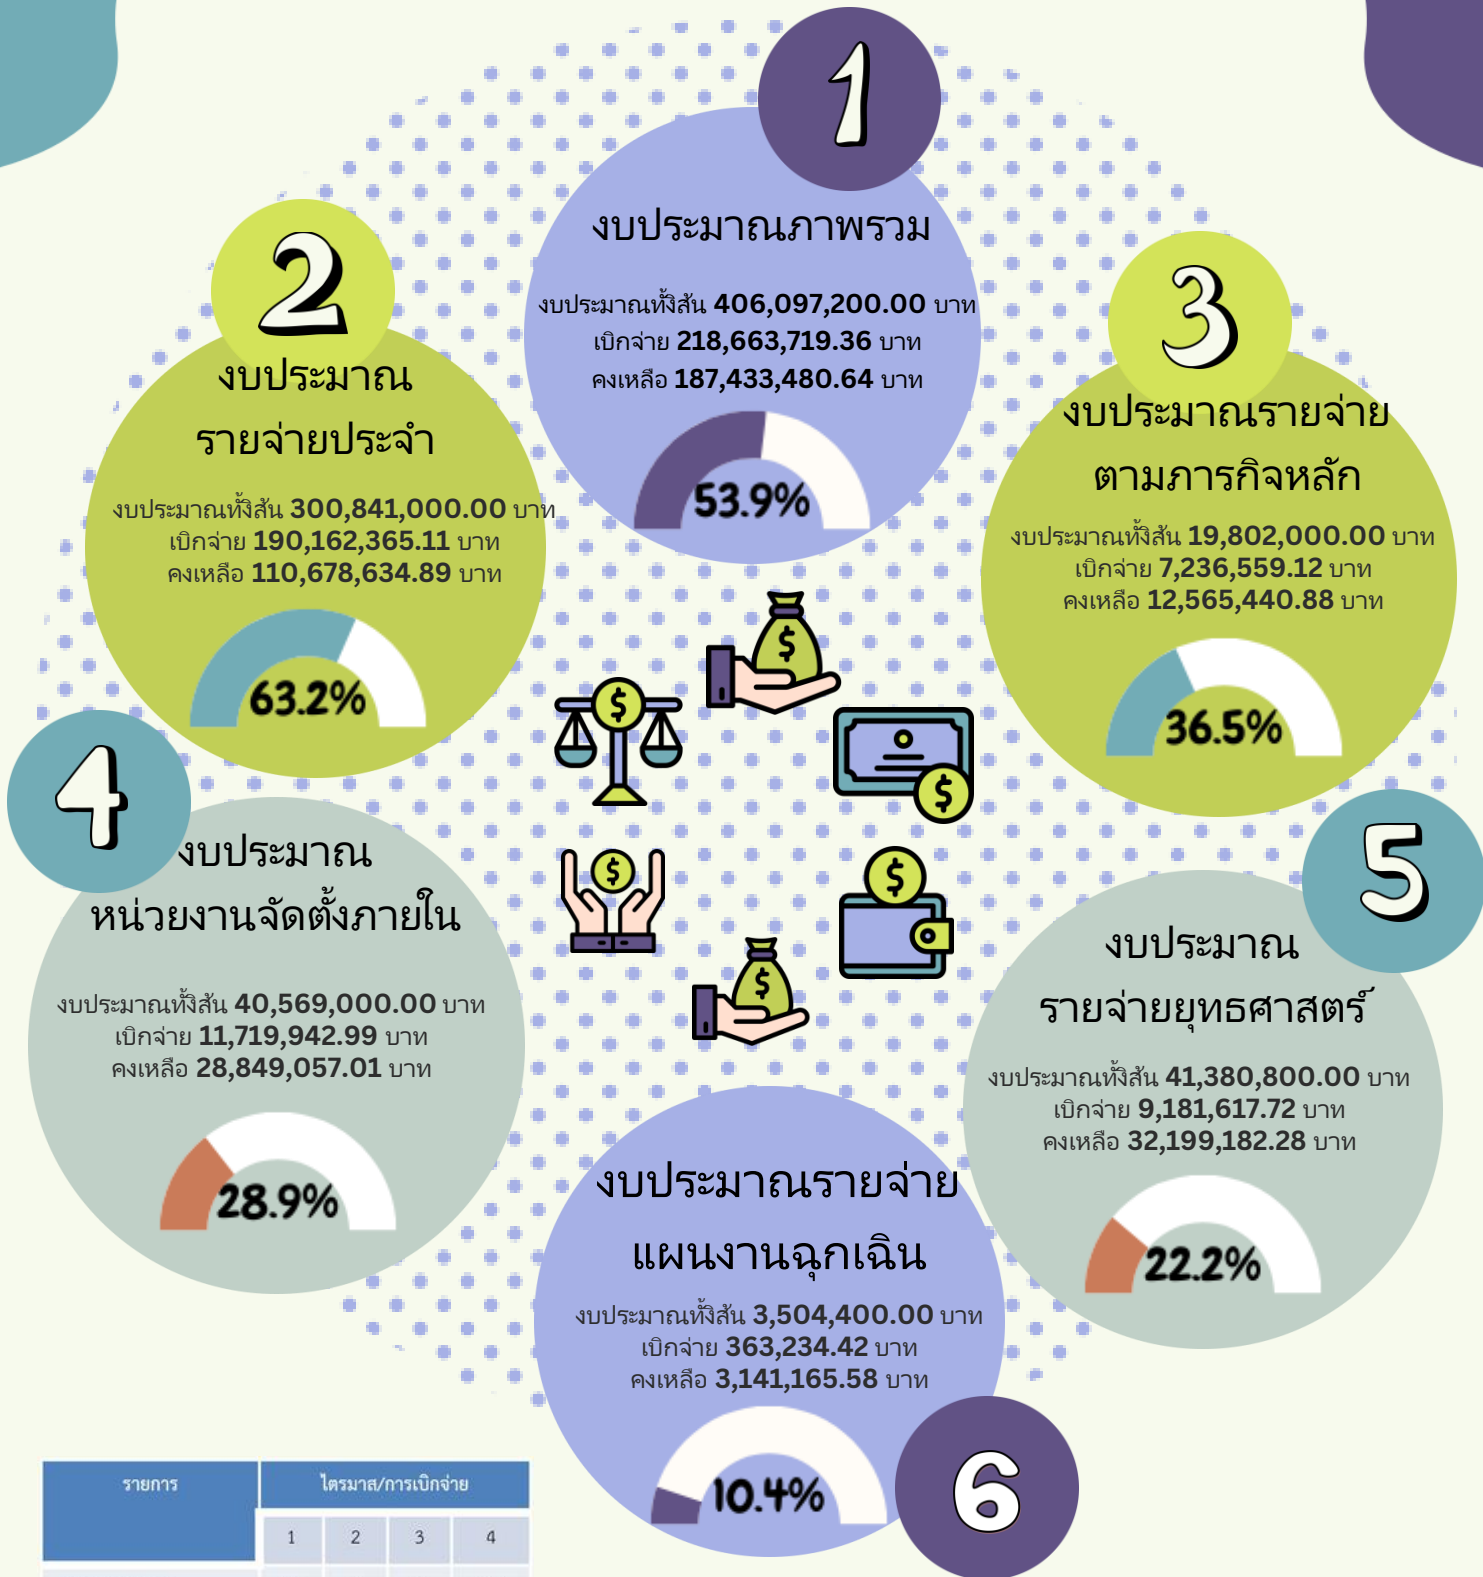 1
งบประมาณภาพรวม
งบประมาณทั้งิสัน 406,097,200.00 บาท
เบิกจ่าย 218,663,719.36 บาท
คงเหลือ 187,433,480.64 บาท
53.9%
2
งบประมาณ
รายจ่ายประจำ
งบประมาณทั้งิสัน 300,841,000.00 บาท
เบิกจ่าย 190,162,365.11 บาท
คงเหลือ 110,678,634.89 บาท
63.2%
3
งบประมาณรายจ่าย
ตามภารกิจหลัก
งบประมาณทั้งิสัน 19,802,000.00 บาท
เบิกจ่าย 7,236,559.12 บาท
คงเหลือ 12,565,440.88 บาท
36.5%
4
งบประมาณ
หน่วยงานจัดตั้งภายใน
งบประมาณทั้งิสัน 40,569,000.00 บาท
เบิกจ่าย 11,719,942.99 บาท
คงเหลือ 28,849,057.01 บาท
28.9%
5
งบประมาณ
รายจ่ายยุทธศาสตร์
งบประมาณทั้งิสัน 41,380,800.00 บาท
เบิกจ่าย 9,181,617.72 บาท
คงเหลือ 32,199,182.28 บาท
22.2%
งบประมาณรายจ่าย
แผนงานฉุกเฉิน
งบประมาณทั้งิสัน 3,504,400.00 บาท
เบิกจ่าย 363,234.42 บาท
คงเหลือ 3,141,165.58 บาท
10.4%
6
รายการ ไตรมาส/การเบิกจ่าย
1 2 3 4